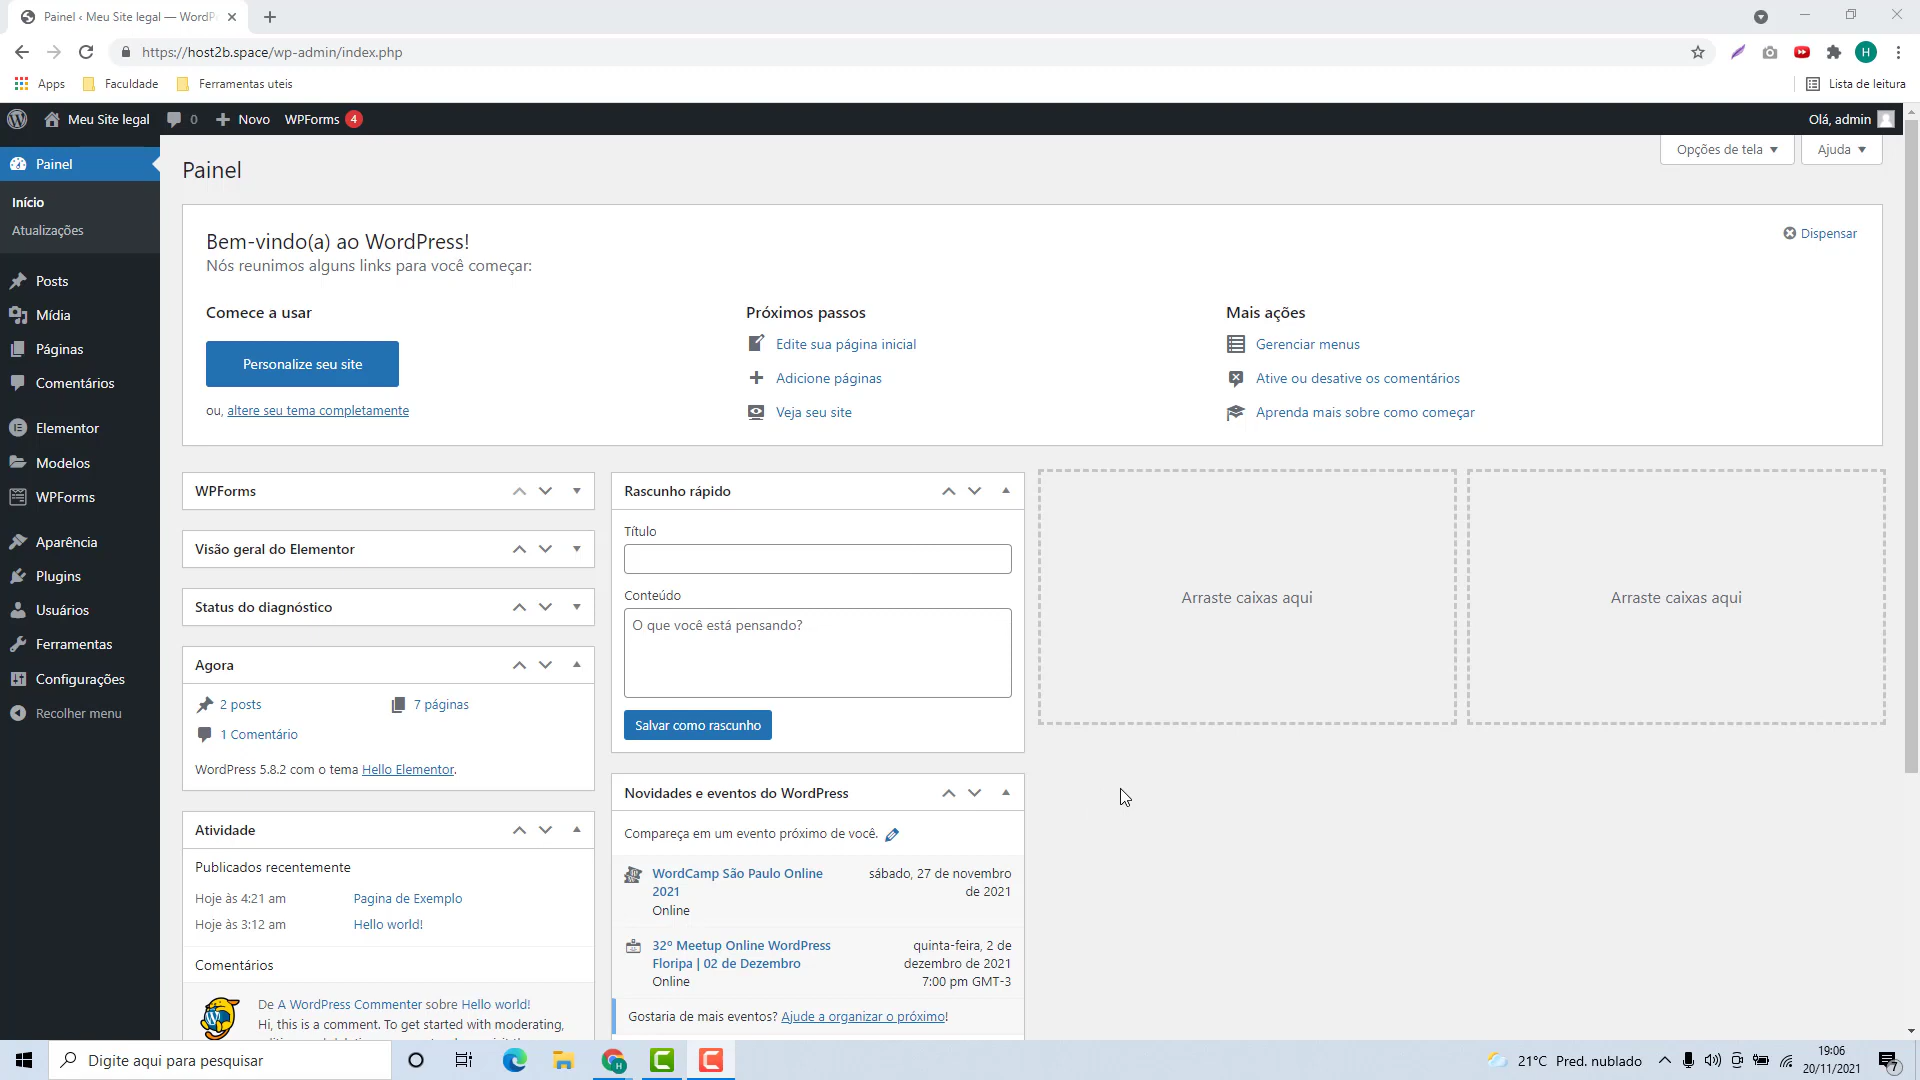 Painel ‹ Meu Site legal — WordP
https://host2b.space/wp-admin/index.php
H
Apps
Faculdade
Ferramentas uteis
Lista de leitura
Meu Site legal
0
Novo
WPForms 4
Olá, admin
Painel
Início
Atualizações
Posts
Mídia
Páginas
Comentários
Elementor
Modelos
WPForms
Aparência
Plugins
Usuários
Ferramentas
Configurações
Recolher menu
Painel
Opções de tela
Ajuda
Bem-vindo(a) ao WordPress!
Nós reunimos alguns links para você começar:
Dispensar
Comece a usar
Personalize seu site
ou, altere seu tema completamente
Próximos passos
Edite sua página inicial
Adicione páginas
Veja seu site
Mais ações
Gerenciar menus
Ative ou desative os comentários
Aprenda mais sobre como começar
WPForms
Visão geral do Elementor
Status do diagnóstico
Agora
2 posts
7 páginas
1 Comentário
WordPress 5.8.2 com o tema Hello Elementor.
Atividade
Publicados recentemente
Hoje às 4:21 am
Pagina de Exemplo
Hoje às 3:12 am
Hello world!
Comentários
De A WordPress Commenter sobre Hello world!
Hi, this is a comment. To get started with moderating,
Rascunho rápido
Título
Conteúdo
O que você está pensando?
Salvar como rascunho
Novidades e eventos do WordPress
Compareça em um evento próximo de você.
WordCamp São Paulo Online
2021
Online
sábado, 27 de novembro
de 2021
32º Meetup Online WordPress
Floripa | 02 de Dezembro
Online
quinta-feira, 2 de
dezembro de 2021
7:00 pm GMT-3
Gostaria de mais eventos? Ajude a organizar o próximo!
Arraste caixas aqui
Arraste caixas aqui
Digite aqui para pesquisar
21°C Pred. nublado
19:06
20/11/2021
7